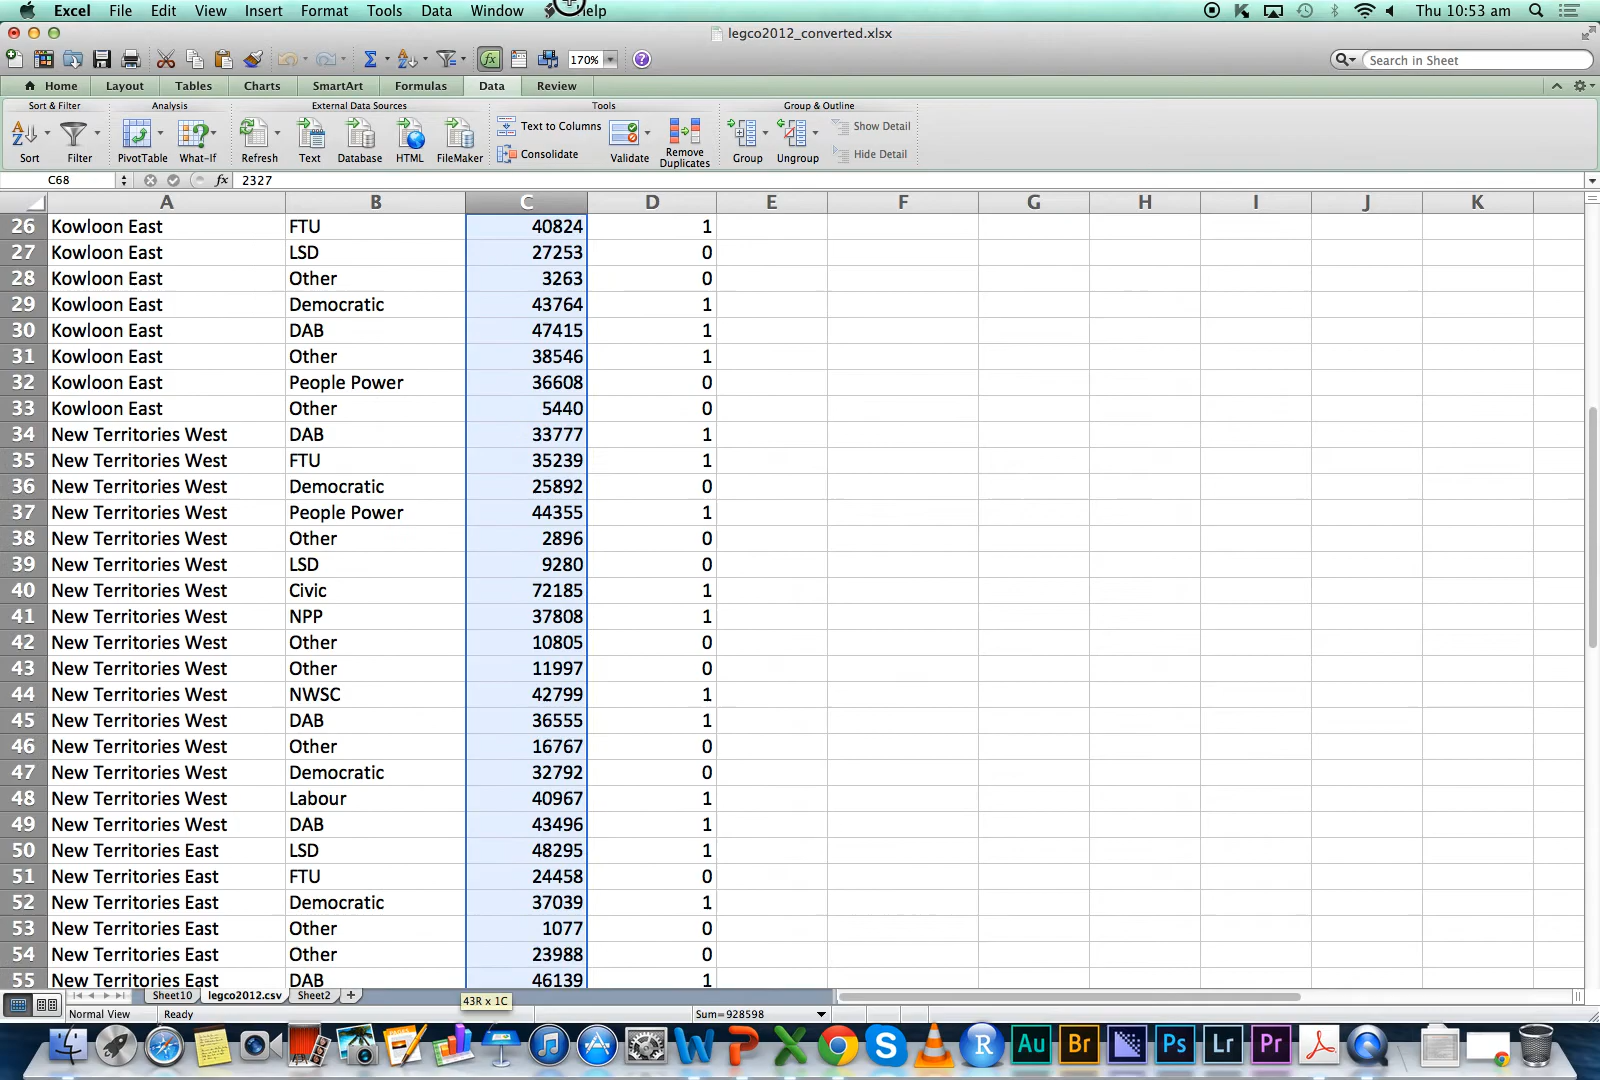 Excel File Edit View Insert Format Tools Data Window elp Thu 10:53 am
legco2012_converted.xlsx
170% Search in Sheet
Home Layout Tables Charts SmartArt Formulas Data Review
Sort & Filter Analysis External Data Sources Tools Group & Outline
Text to Columns Show Detail
Consolidate Hide Detail
Sort Filter PivotTable What-If Refresh Text Database HTML FileMaker Validate Remove Duplicates Group Ungroup
C68 fx 2327
A B C D E F G H I J K
26 Kowloon East FTU 40824 1
27 Kowloon East LSD 27253 0
28 Kowloon East Other 3263 0
29 Kowloon East Democratic 43764 1
30 Kowloon East DAB 47415 1
31 Kowloon East Other 38546 1
32 Kowloon East People Power 36608 0
33 Kowloon East Other 5440 0
34 New Territories West DAB 33777 1
35 New Territories West FTU 35239 1
36 New Territories West Democratic 25892 0
37 New Territories West People Power 44355 1
38 New Territories West Other 2896 0
39 New Territories West LSD 9280 0
40 New Territories West Civic 72185 1
41 New Territories West NPP 37808 1
42 New Territories West Other 10805 0
43 New Territories West Other 11997 0
44 New Territories West NWSC 42799 1
45 New Territories West DAB 36555 1
46 New Territories West Other 16767 0
47 New Territories West Democratic 32792 0
48 New Territories West Labour 40967 1
49 New Territories West DAB 43496 1
50 New Territories East LSD 48295 1
51 New Territories East FTU 24458 0
52 New Territories East Democratic 37039 1
53 New Territories East Other 1077 0
54 New Territories East Other 23988 0
55 New Territories East DAB 46139 1
Sheet10 legco2012.csv Sheet2 + 43R x 1C
Normal View Ready Sum=928598
W P X S R Au Br Ps Lr Pr